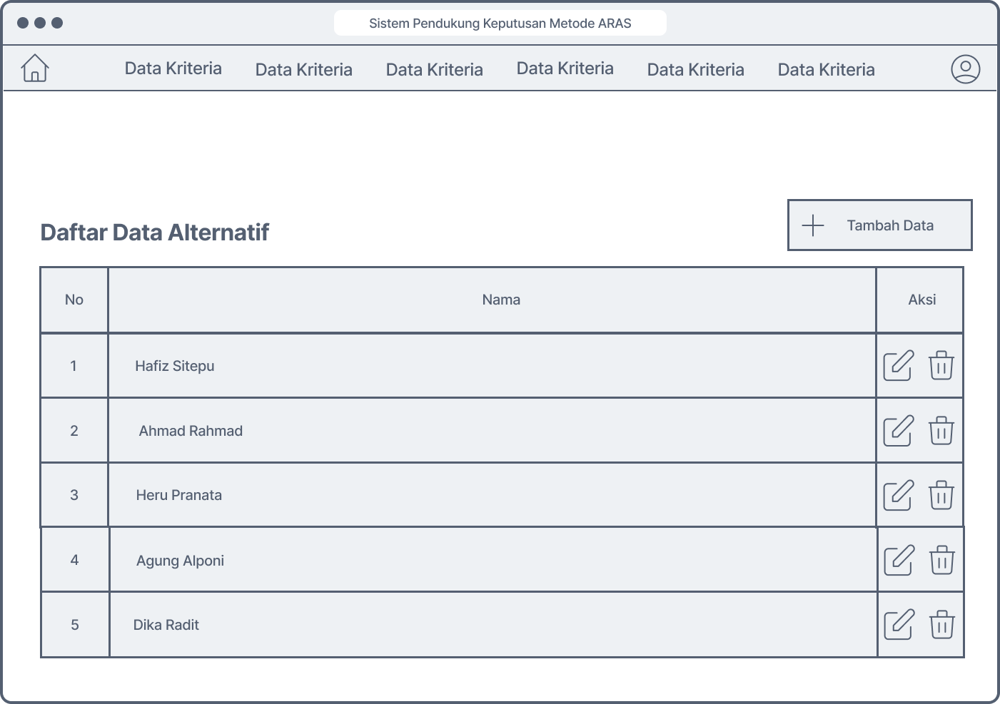 Sistem Pendukung Keputusan Metode ARAS
Data Kriteria Data Kriteria Data Kriteria Data Kriteria Data Kriteria Data Kriteria
Daftar Data Alternatif
Tambah Data
No Nama Aksi
1 Hafiz Sitepu
2 Ahmad Rahmad
3 Heru Pranata
4 Agung Alponi
5 Dika Radit